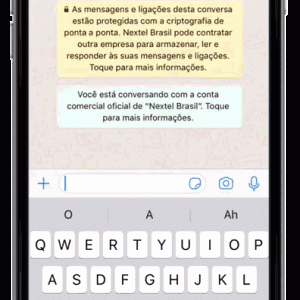 As mensagens e ligações desta conversa
estão protegidas com a criptografia de
ponta a ponta. Nextel Brasil pode contratar
outra empresa para armazenar, ler e
responder às suas mensagens e ligações.
Toque para mais informações.
Você está conversando com a conta
comercial oficial de "Nextel Brasil". Toque
para mais informações.
O A Ah
Q W E R T Y U I O P
A S D F G H J K L